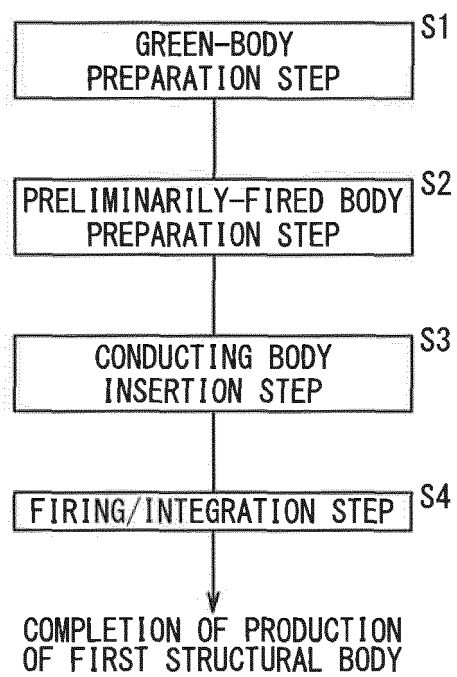 S1
GREEN-BODY
PREPARATION STEP
S2
PRELIMINARILY-FIRED BODY
PREPARATION STEP
S3
CONDUCTING BODY
INSERTION STEP
S4
FIRING/INTEGRATION STEP
COMPLETION OF PRODUCTION
OF FIRST STRUCTURAL BODY